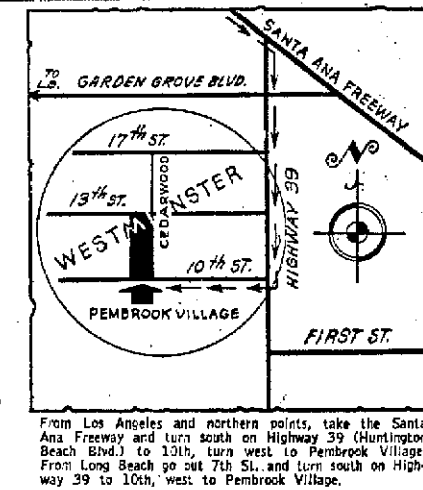 SANTA ANA FREEWAY
TO
L.B.
GARDEN GROVE BLVD.
17th ST.
13th ST.
CEDARWOOD
WESTMINSTER
HIGHWAY 39
N
10th ST.
PEMBROOK VILLAGE
FIRST ST.
From Los Angeles and northern points, take the Santa
Ana Freeway and turn south on Highway 39 (Huntington
Beach Blvd.) to 10th, turn west to Pembrook Village.
From Long Beach go out 7th St., and turn south on High-
way 39 to 10th, west to Pembrook Village.